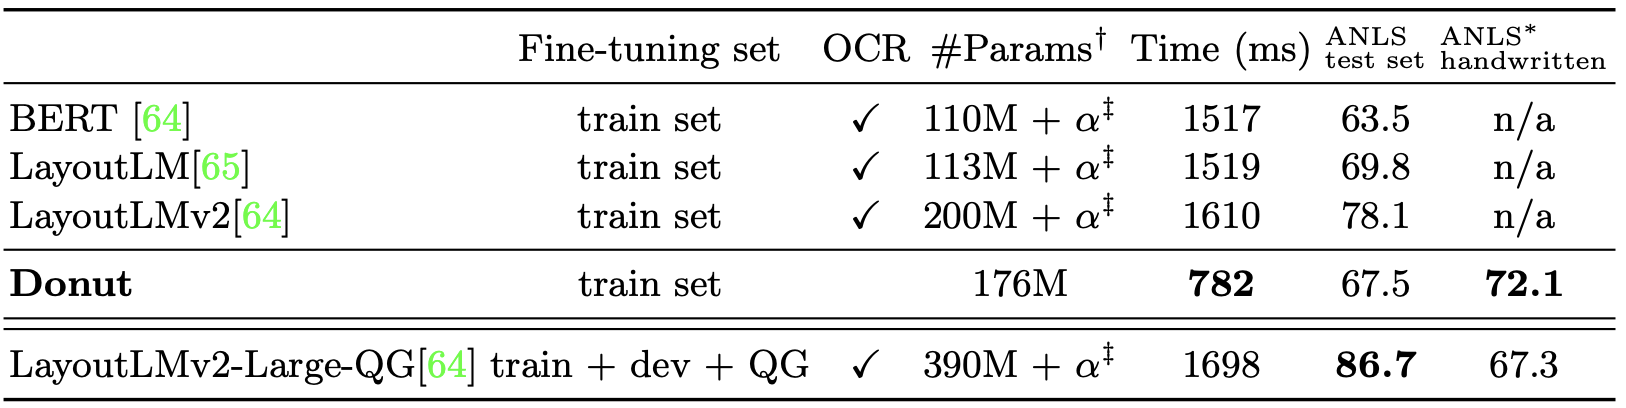 Fine-tuning set OCR #Params† Time (ms) ANLS test set ANLS* handwritten
BERT [64] train set ✓ 110M + α‡ 1517 63.5 n/a
LayoutLM[65] train set ✓ 113M + α‡ 1519 69.8 n/a
LayoutLMv2[64] train set ✓ 200M + α‡ 1610 78.1 n/a
Donut train set 176M 782 67.5 72.1
LayoutLMv2-Large-QG[64] train + dev + QG ✓ 390M + α‡ 1698 86.7 67.3